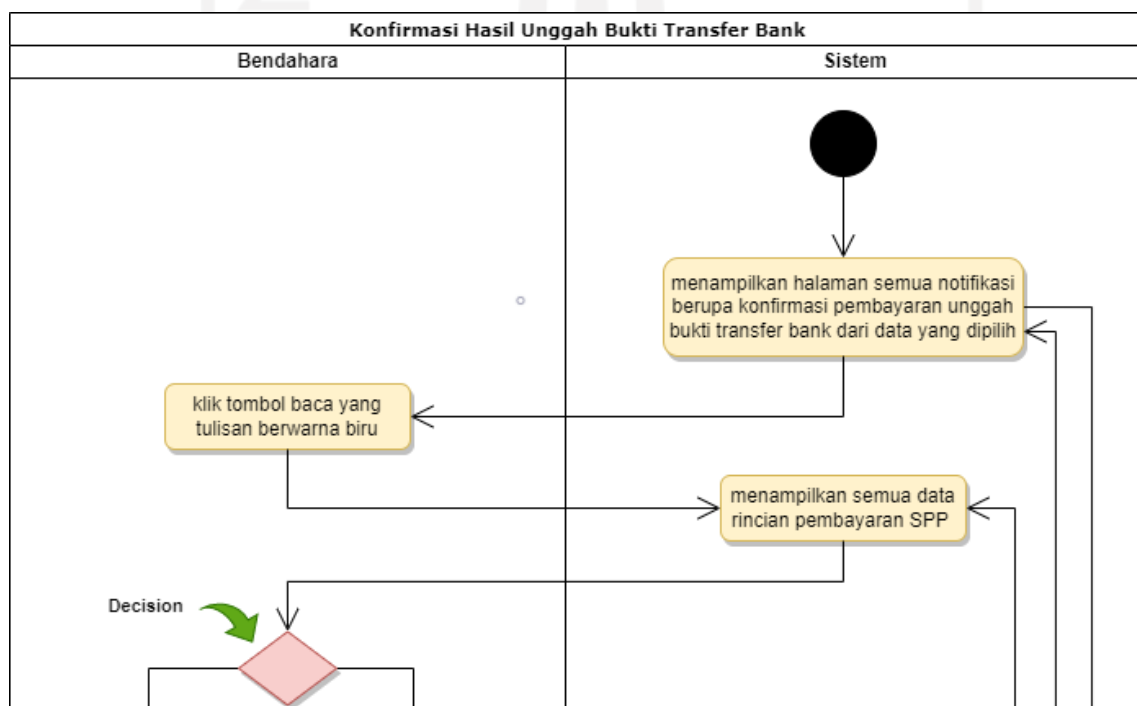 Konfirmasi Hasil Unggah Bukti Transfer Bank
Bendahara
Sistem
menampilkan halaman semua notifikasi
berupa konfirmasi pembayaran unggah
bukti transfer bank dari data yang dipilih
klik tombol baca yang
tulisan berwarna biru
menampilkan semua data
rincian pembayaran SPP
Decision